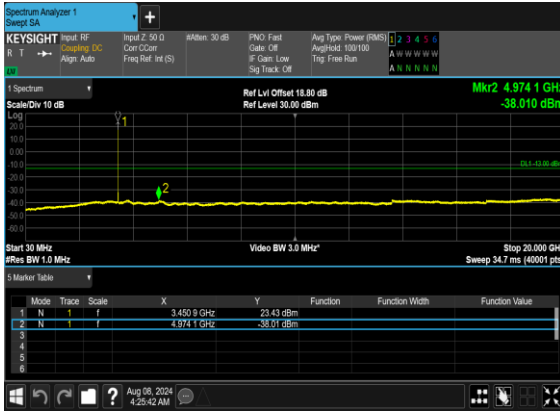 Spectrum Analyzer 1
Swept SA
+
KEYSIGHT Input: RF Input Z: 50 Ω #Atten: 30 dB PNO: Fast Avg Type: Power (RMS) 1 2 3 4 5 6
R T Coupling: DC Corr CCorr Gate: Off Avg|Hold: 100/100 A W W W W W
Align: Auto Freq Ref: Int (S) IF Gain: Low Trig: Free Run
Sig Track: Off A N N N N N
1 Spectrum
Ref Lvl Offset 18.80 dB Mkr2 4.974 1 GHz
Scale/Div 10 dB Ref Level 30.00 dBm -38.010 dBm
Log
20.0
10.0
0.00
-10.0
-20.0
-30.0
-40.0
-50.0
-60.0
1
2
DL1 -13.00 dBm
Start 30 MHz Video BW 3.0 MHz* Stop 20.000 GHz
#Res BW 1.0 MHz Sweep 34.7 ms (40001 pts)
5 Marker Table
Mode Trace Scale X Y Function Function Width Function Value
1 N 1 f 3.450 9 GHz 23.43 dBm
2 N 1 f 4.974 1 GHz -38.01 dBm
3
4
5
6
? Aug 08, 2024
4:25:42 AM